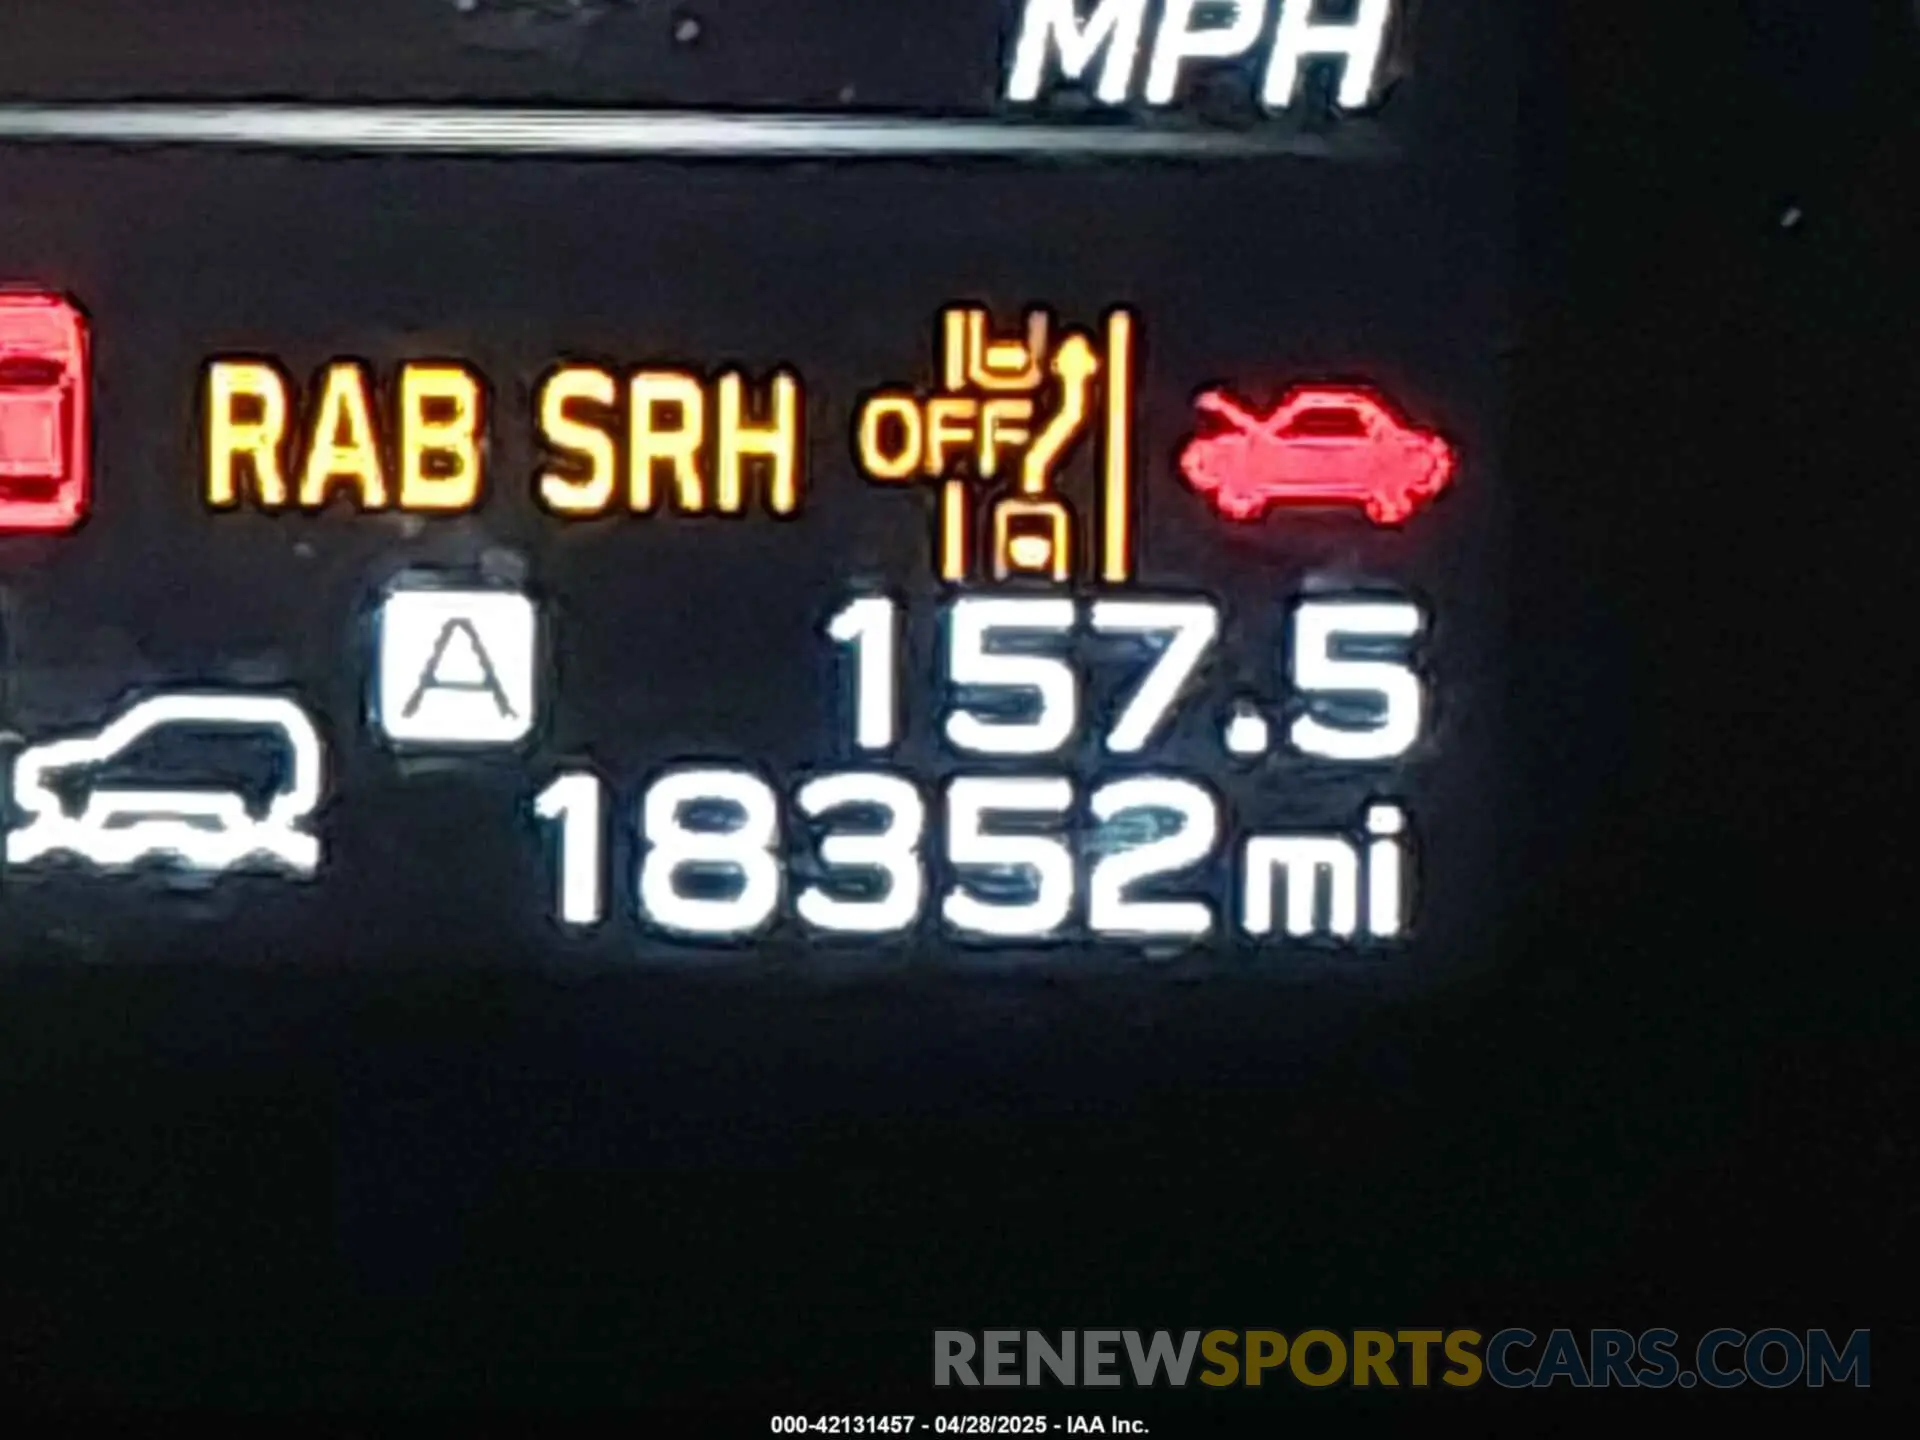 MPH
RAB SRH OFF
A 157.5
18352mi
RENEWSPORTSCARS.COM
000-42131457 - 04/28/2025 - IAA Inc.